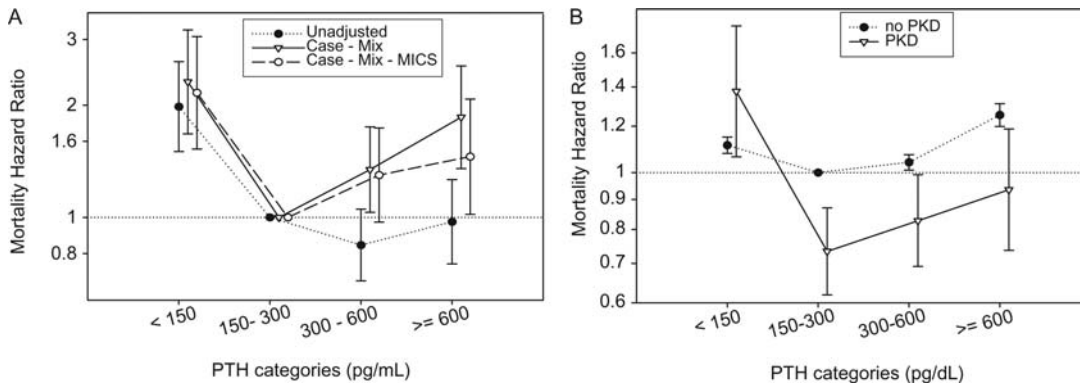 A
Unadjusted
Case - Mix
Case - Mix - MICS
3
2
1.6
1
0.8
Mortality Hazard Ratio
< 150
150- 300
300 - 600
>= 600
PTH categories (pg/mL)
B
no PKD
PKD
1.6
1.4
1.2
1
0.9
0.8
0.7
0.6
Mortality Hazard Ratio
< 150
150-300
300-600
>= 600
PTH categories (pg/dL)